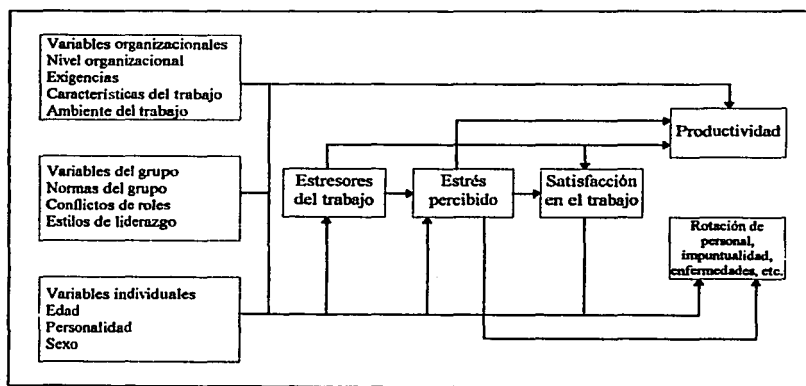 Variables organizacionales
Nivel organizacional
Exigencias
Características del trabajo
Ambiente del trabajo
Variables del grupo
Normas del grupo
Conflictos de roles
Estilos de liderazgo
Variables individuales
Edad
Personalidad
Sexo
Estresores
del trabajo
Estrés
percibido
Satisfacción
en el trabajo
Productividad
Rotación de
personal,
impuntualidad,
enfermedades, etc.